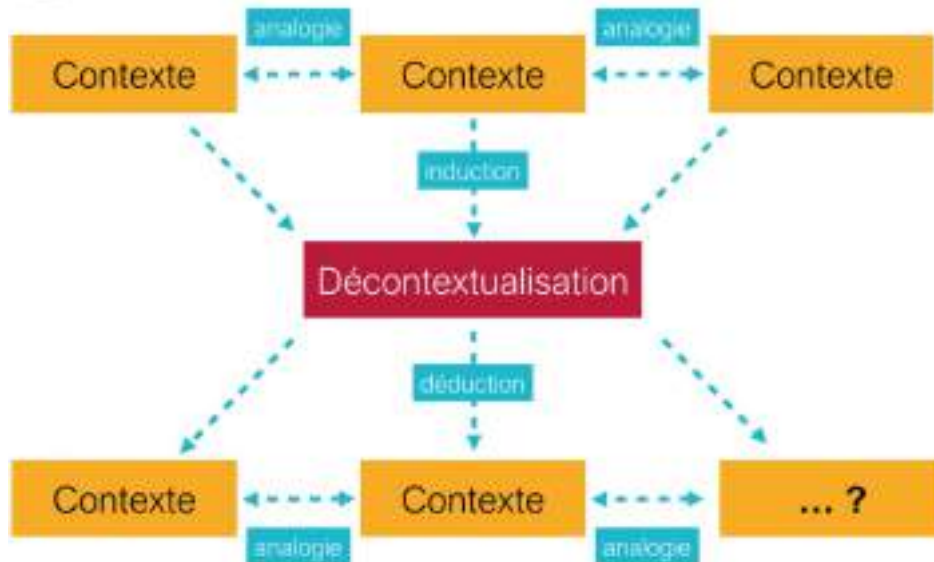 analogie analogie
Contexte Contexte Contexte
induction
Décontextualisation
déduction
Contexte Contexte ... ?
analogie analogie